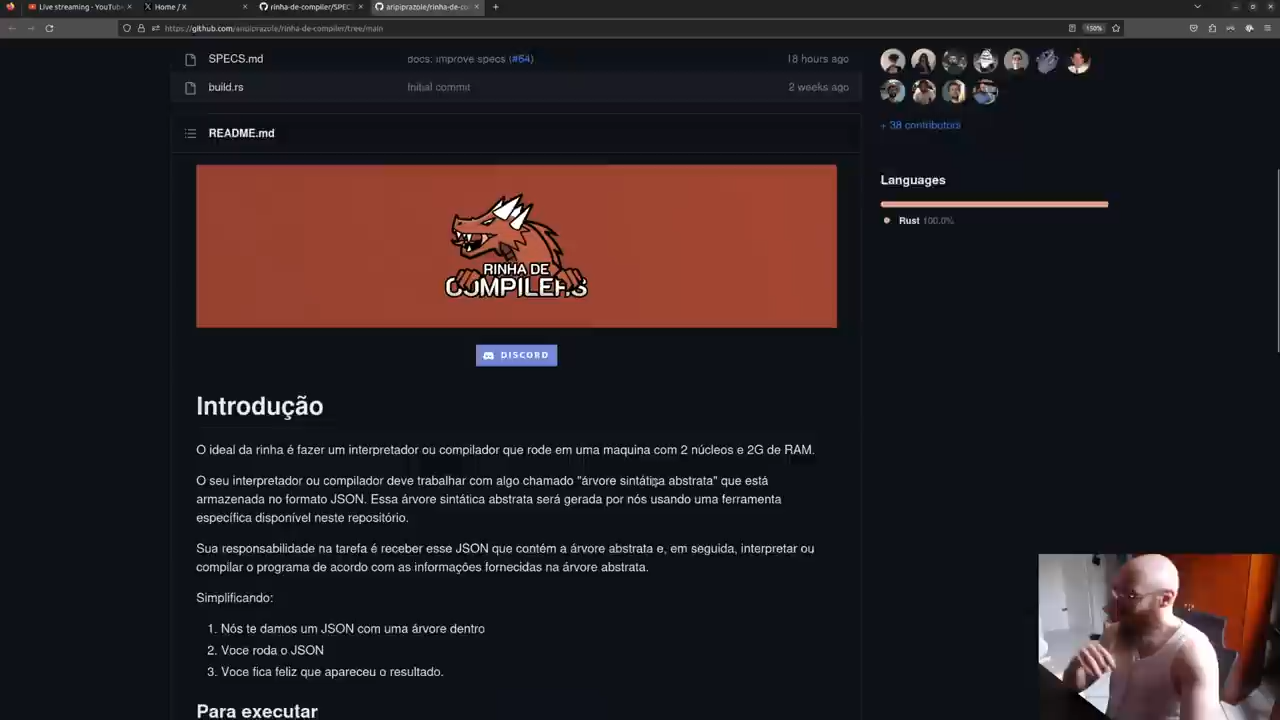 Live streaming - YouTube
Home / X
rinha-de-compiler/SPECS
aripiprazole/rinha-de-co
https://github.com/aripiprazole/rinha-de-compiler/tree/main
150%
SPECS.md
docs: improve specs (#64)
18 hours ago
build.rs
Initial commit
2 weeks ago
README.md
RINHA DE
COMPILERS
DISCORD
Introdução
O ideal da rinha é fazer um interpretador ou compilador que rode em uma maquina com 2 núcleos e 2G de RAM.
O seu interpretador ou compilador deve trabalhar com algo chamado "árvore sintática abstrata" que está
armazenada no formato JSON. Essa árvore sintática abstrata será gerada por nós usando uma ferramenta
específica disponível neste repositório.
Sua responsabilidade na tarefa é receber esse JSON que contém a árvore abstrata e, em seguida, interpretar ou
compilar o programa de acordo com as informações fornecidas na árvore abstrata.
Simplificando:
1. Nós te damos um JSON com uma árvore dentro
2. Voce roda o JSON
3. Voce fica feliz que apareceu o resultado.
Para executar
+ 38 contributors
Languages
Rust 100.0%